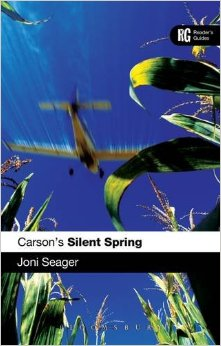 RG
Reader's
Guides
Carson's Silent Spring
Joni Seager
BLOOMSBURY